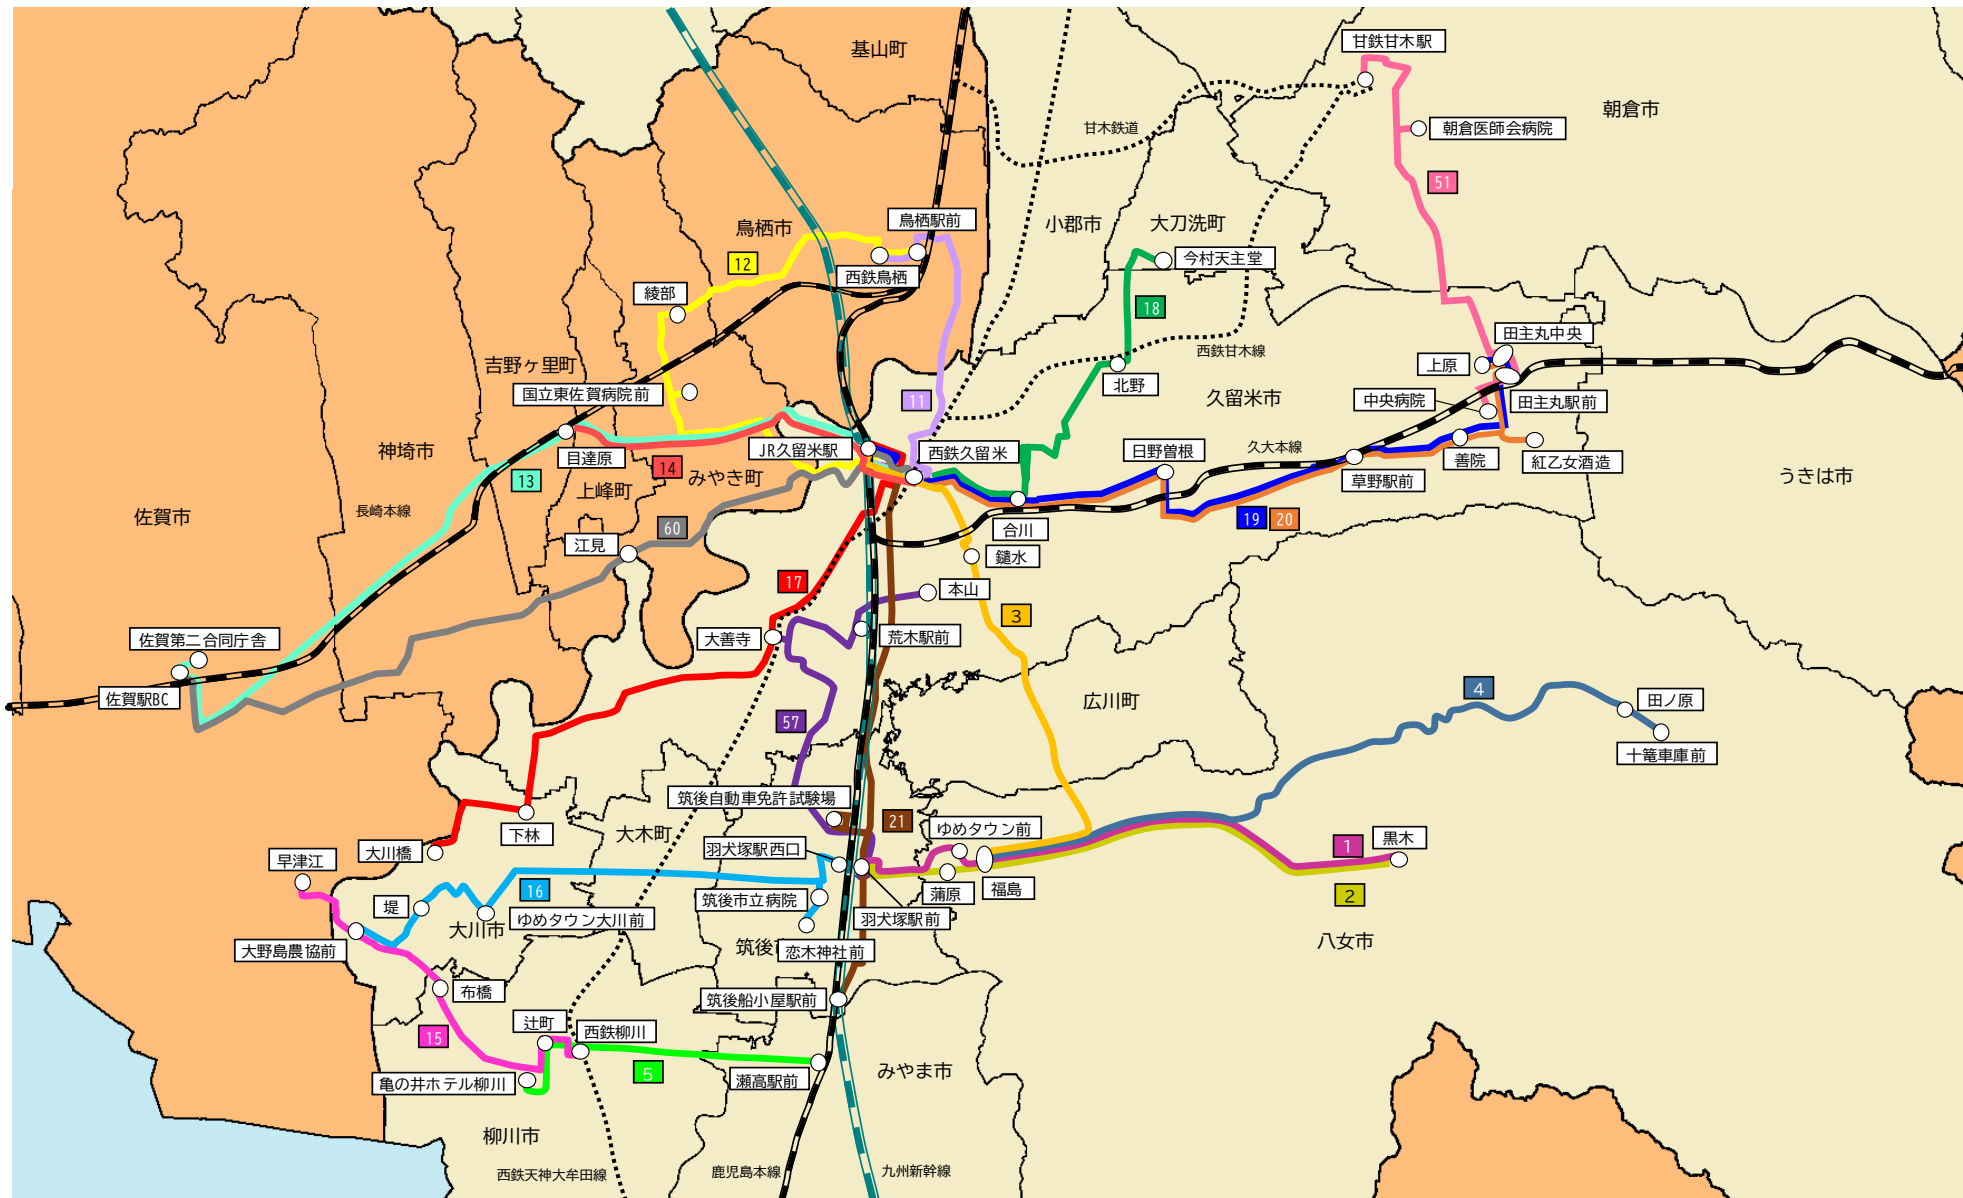 基山町
甘鉄甘木駅
朝倉市
甘木鉄道
朝倉医師会病院
51
鳥栖市
鳥栖駅前
小郡市
大刀洗町
12
西鉄鳥栖
今村天主堂
綾部
18
田主丸中央
吉野ヶ里町
西鉄甘木線
上原
国立東佐賀病院前
北野
久留米市
11
中央病院
田主丸駅前
神埼市
JR久留米駅
西鉄久留米
日野曽根
久大本線
目達原
14
みやき町
善院
紅乙女酒造
13
上峰町
草野駅前
うきは市
佐賀市
長崎本線
60
19
20
合川
江見
鑓水
17
本山
3
佐賀第二合同庁舎
大善寺
荒木駅前
佐賀駅BC
57
広川町
4
田ノ原
十篭車庫前
筑後自動車免許試験場
21
下林
大木町
ゆめタウン前
大川橋
羽犬塚駅西口
1
黒木
早津江
16
蒲原
福島
2
堤
筑後市立病院
ゆめタウン大川前
羽犬塚駅前
大川市
八女市
大野島農協前
筑後
恋木神社前
布橋
筑後船小屋駅前
辻町
15
西鉄柳川
5
みやま市
亀の井ホテル柳川
瀬高駅前
柳川市
西鉄天神大牟田線
鹿児島本線
九州新幹線